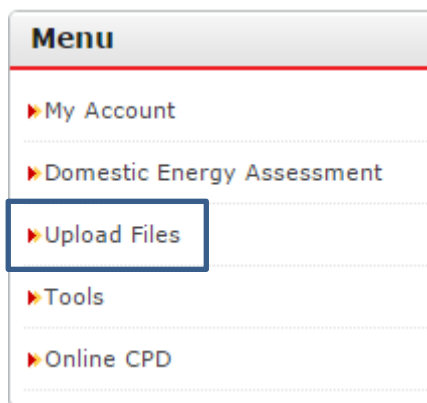 Menu
My Account
Domestic Energy Assessment
Upload Files
Tools
Online CPD